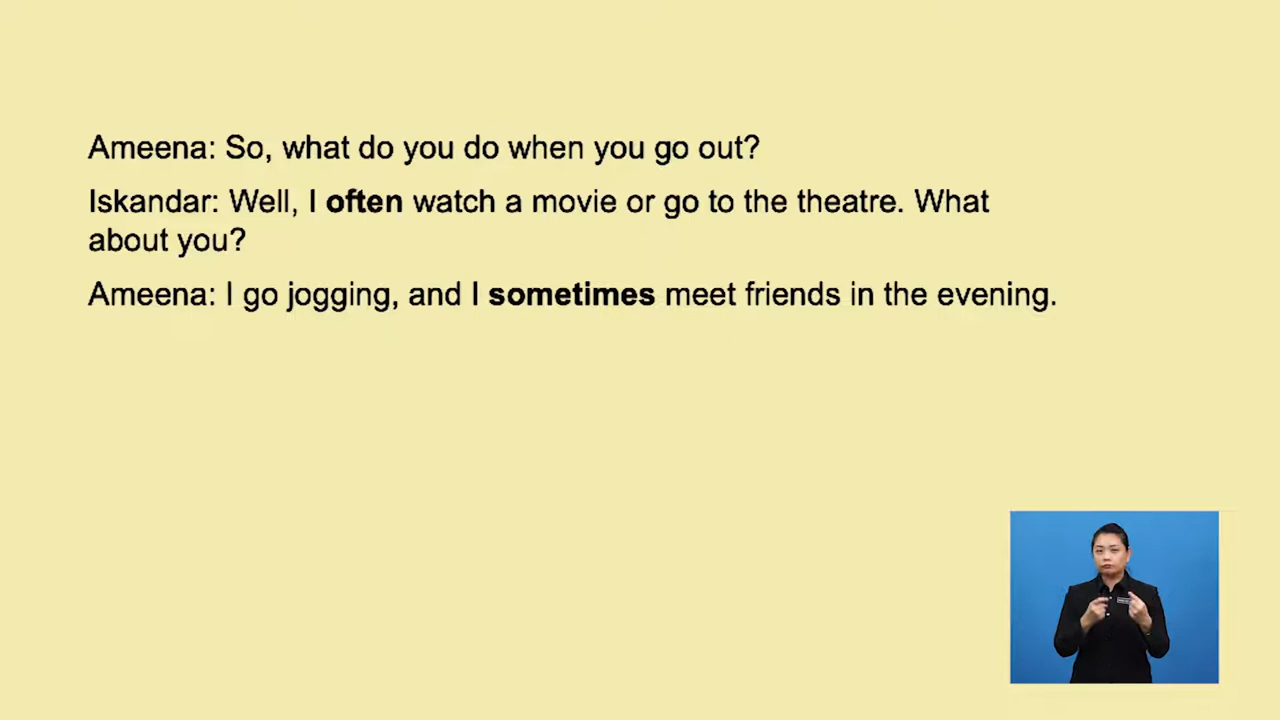 Ameena: So, what do you do when you go out?
Iskandar: Well, I often watch a movie or go to the theatre. What
about you?
Ameena: I go jogging, and I sometimes meet friends in the evening.